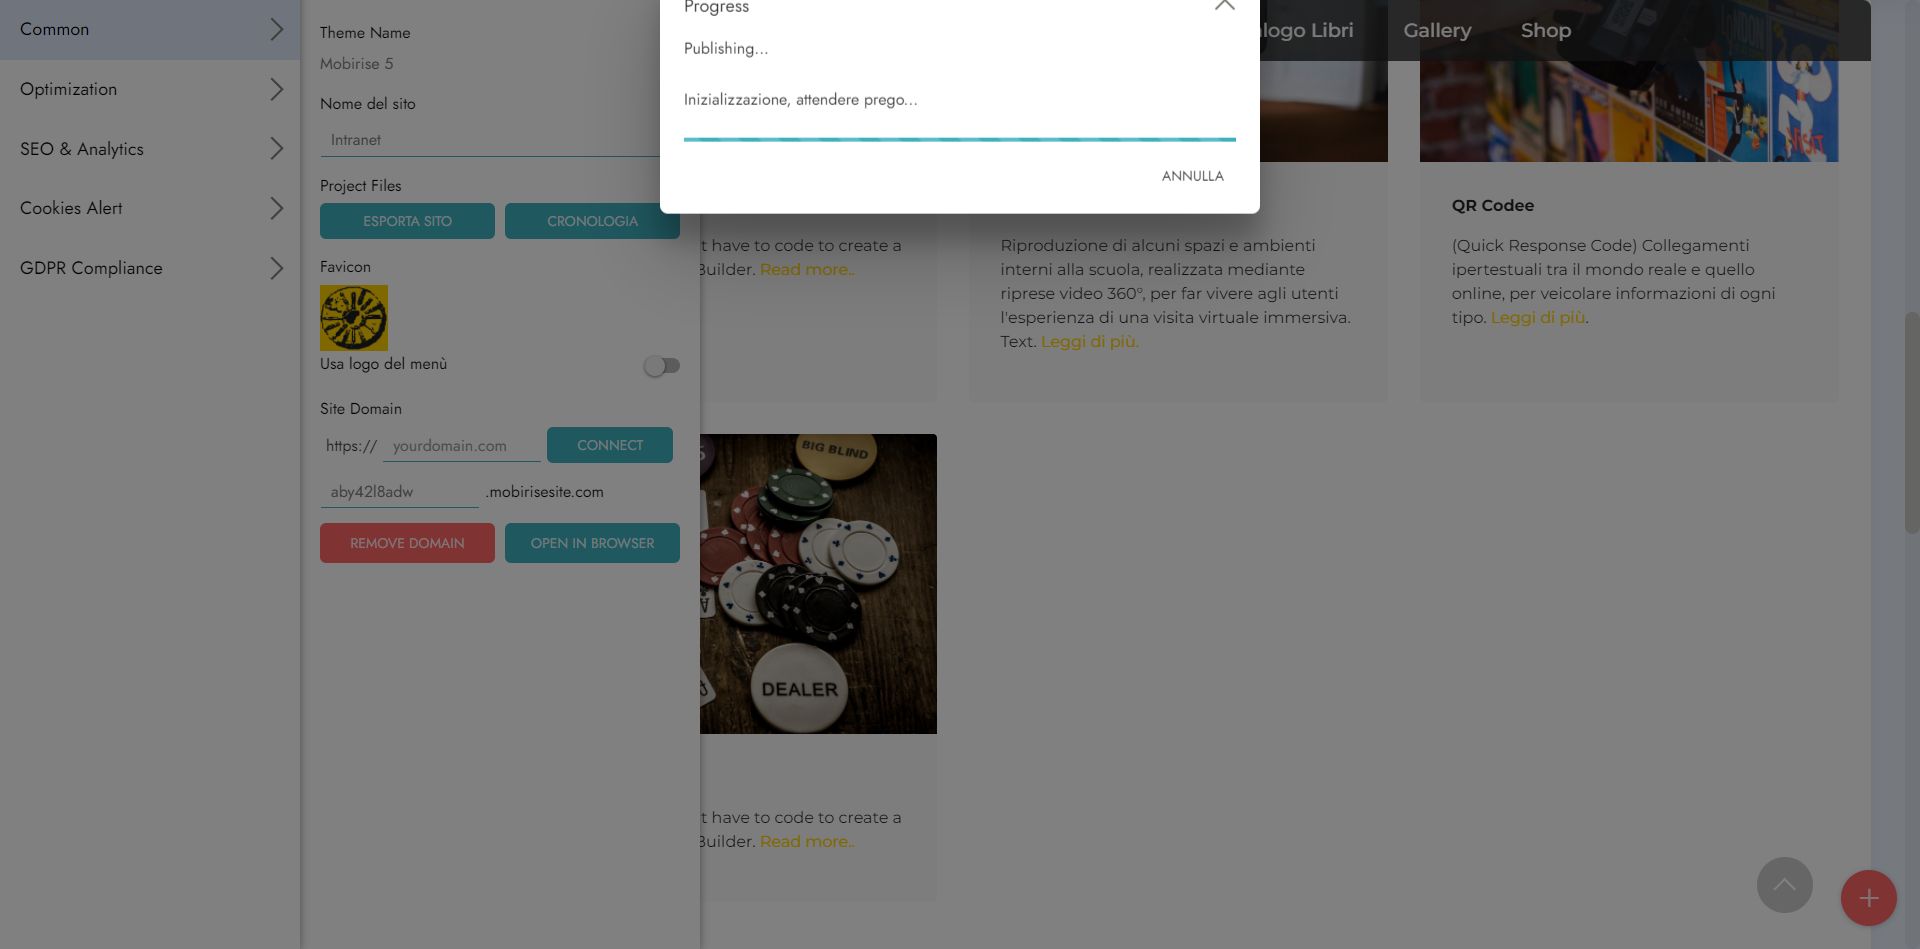 Common
Optimization
SEO & Analytics
Cookies Alert
GDPR Compliance
Theme Name
Mobirise 5
Nome del sito
Intranet
Project Files
ESPORTA SITO
CRONOLOGIA
Favicon
Usa logo del menù
Site Domain
https://
yourdomain.com
CONNECT
aby42l8adw
.mobirisesite.com
REMOVE DOMAIN
OPEN IN BROWSER
Progress
Publishing...
Inizializzazione, attendere prego...
ANNULLA
Libri
Gallery
Shop
LONDON
AMERICA
VISIT
have to code to create a
Read more..
Riproduzione di alcuni spazi e ambienti
interni alla scuola, realizzata mediante
riprese video 360°, per far vivere agli utenti
l'esperienza di una visita virtuale immersiva.
Text. Leggi di più.
QR Codee
(Quick Response Code) Collegamenti
ipertestuali tra il mondo reale e quello
online, per veicolare informazioni di ogni
tipo. Leggi di più.
BIG BLIND
DEALER
have to code to create a
Read more..